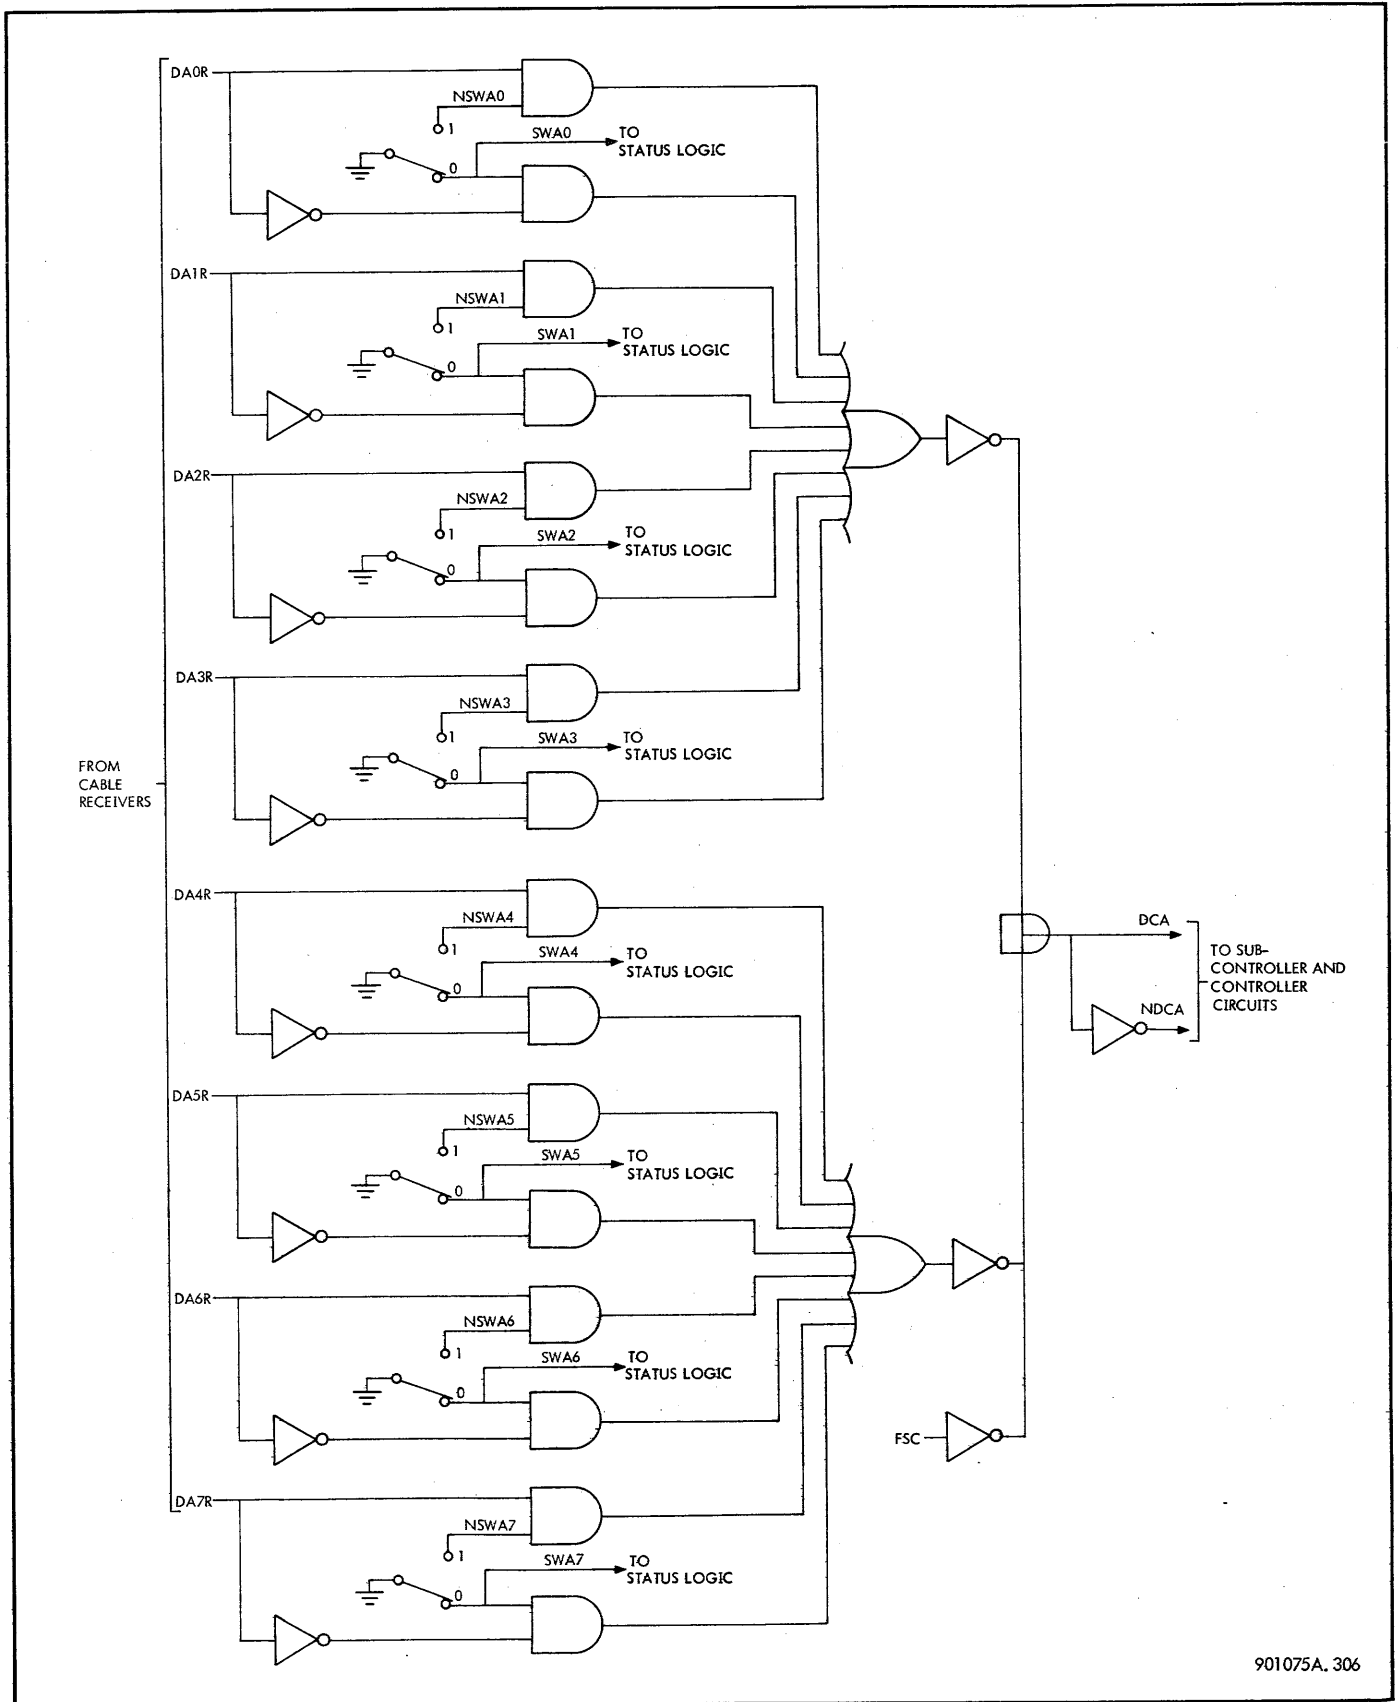 DA0R
NSWA0
1
SWA0
TO
STATUS LOGIC
0
DA1R
NSWA1
1
SWA1
TO
STATUS LOGIC
0
DA2R
NSWA2
1
SWA2
TO
STATUS LOGIC
0
DA3R
NSWA3
1
SWA3
TO
STATUS LOGIC
0
FROM
CABLE
RECEIVERS
DA4R
NSWA4
1
SWA4
TO
STATUS LOGIC
0
DCA
TO SUB-
CONTROLLER AND
CONTROLLER
CIRCUITS
NDCA
DA5R
NSWA5
1
SWA5
TO
STATUS LOGIC
0
DA6R
NSWA6
1
SWA6
TO
STATUS LOGIC
0
FSC
DA7R
NSWA7
1
SWA7
TO
STATUS LOGIC
0
901075A. 306